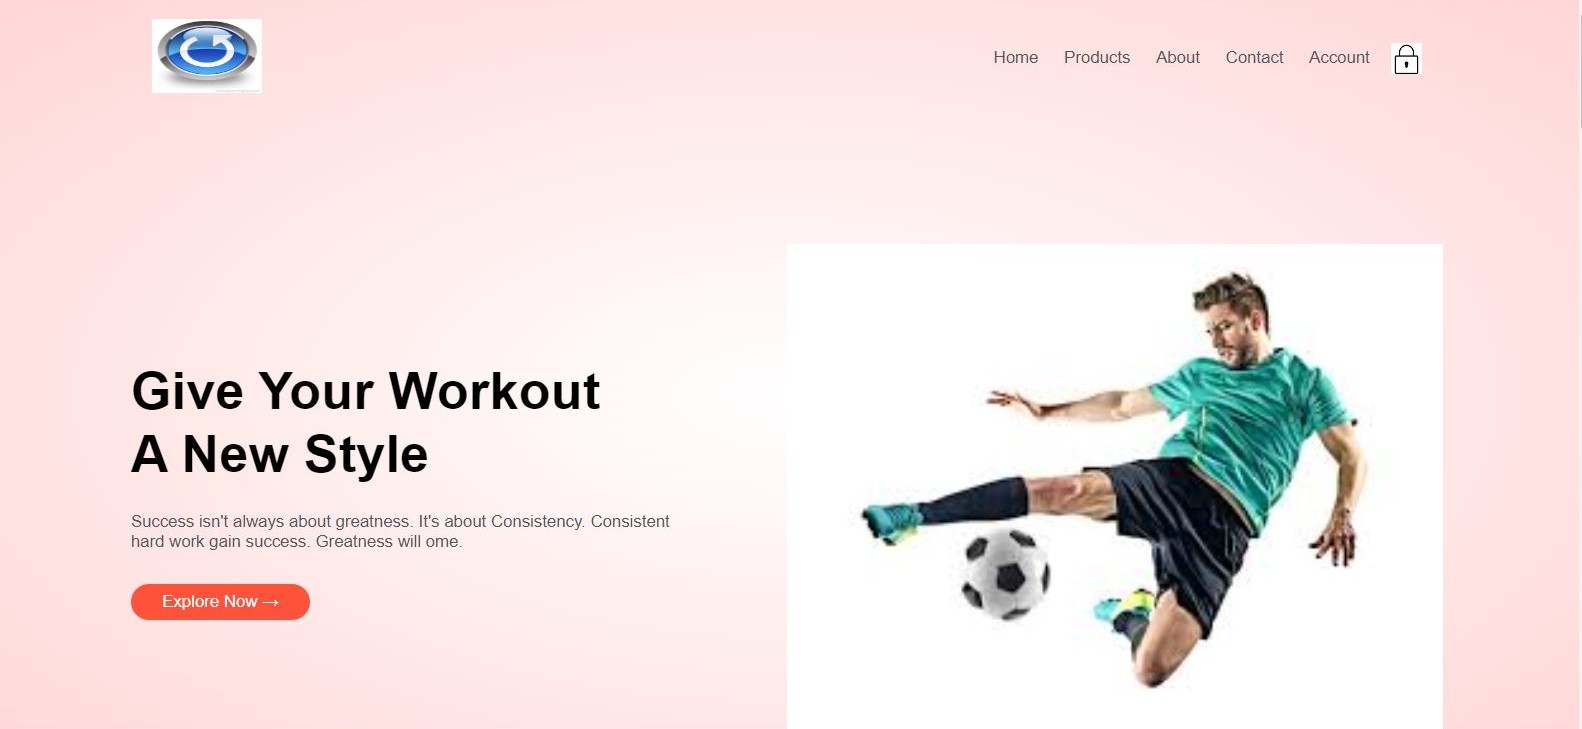 Home Products About Contact Account
Give Your Workout
A New Style
Success isn't always about greatness. It's about Consistency. Consistent
hard work gain success. Greatness will ome.
Explore Now →